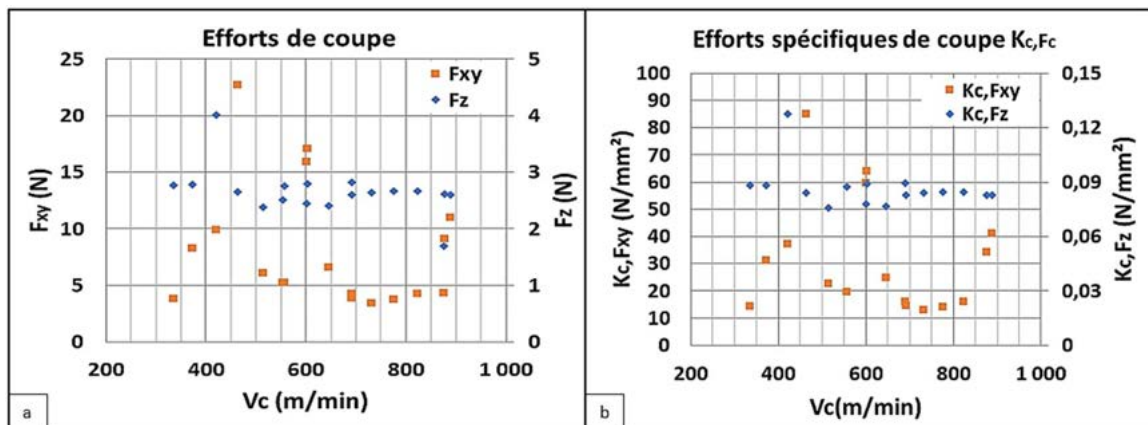 Efforts de coupe
25
20
15
10
5
0
Fxy (N)
5
4
3
2
1
0
Fz (N)
Fxy
Fz
200 400 600 800 1 000
Vc (m/min)
a
Efforts spécifiques de coupe Kc,Fc
100
90
80
70
60
50
40
30
20
10
0
Kc,Fxy (N/mm²)
0,15
0,12
0,09
0,06
0,03
0
Kc,Fz (N/mm²)
Kc,Fxy
Kc,Fz
200 400 600 800 1 000
Vc(m/min)
b